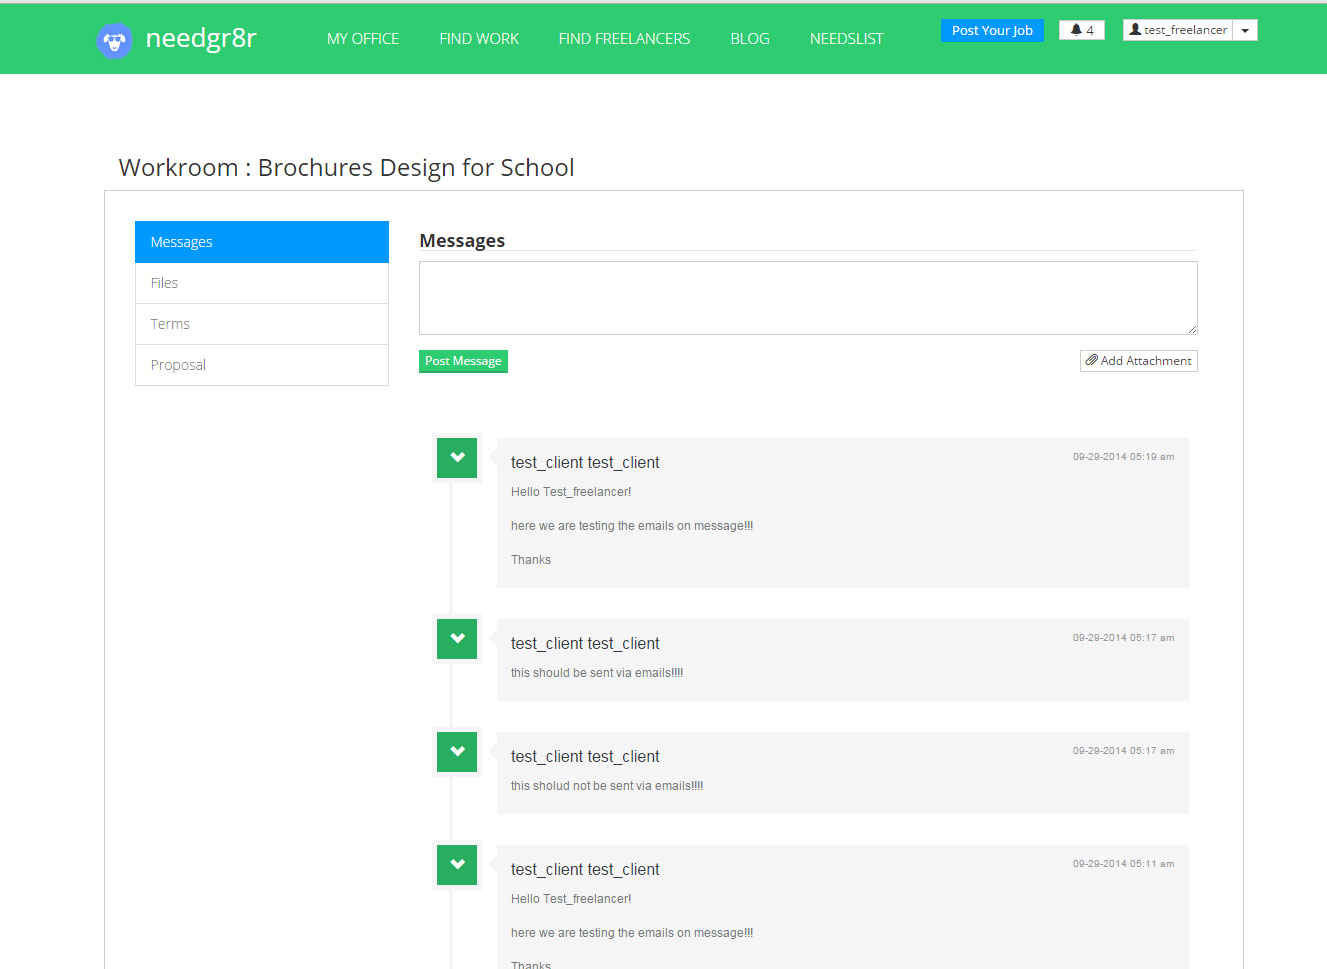 needgr8r
MY OFFICE FIND WORK FIND FREELANCERS BLOG NEEDSLIST Post Your Job 4 test_freelancer
Workroom : Brochures Design for School
Messages
Files
Terms
Proposal
Messages
Post Message Add Attachment
test_client test_client 09-29-2014 05:19 am
Hello Test_freelancer!
here we are testing the emails on message!!!
Thanks
test_client test_client 09-29-2014 05:17 am
this should be sent via emails!!!!
test_client test_client 09-29-2014 05:17 am
this sholud not be sent via emails!!!!
test_client test_client 09-29-2014 05:11 am
Hello Test_freelancer!
here we are testing the emails on message!!!
Thanks